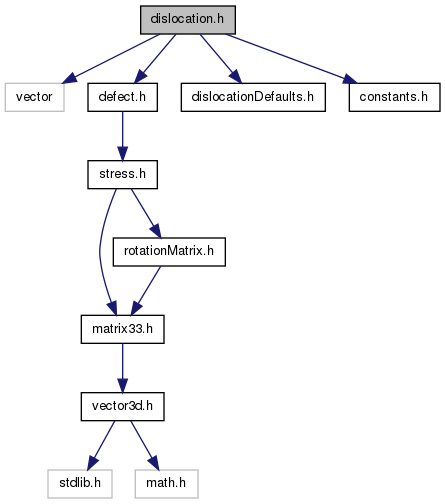 dislocation.h
vector
defect.h
dislocationDefaults.h
constants.h
stress.h
rotationMatrix.h
matrix33.h
vector3d.h
stdlib.h
math.h